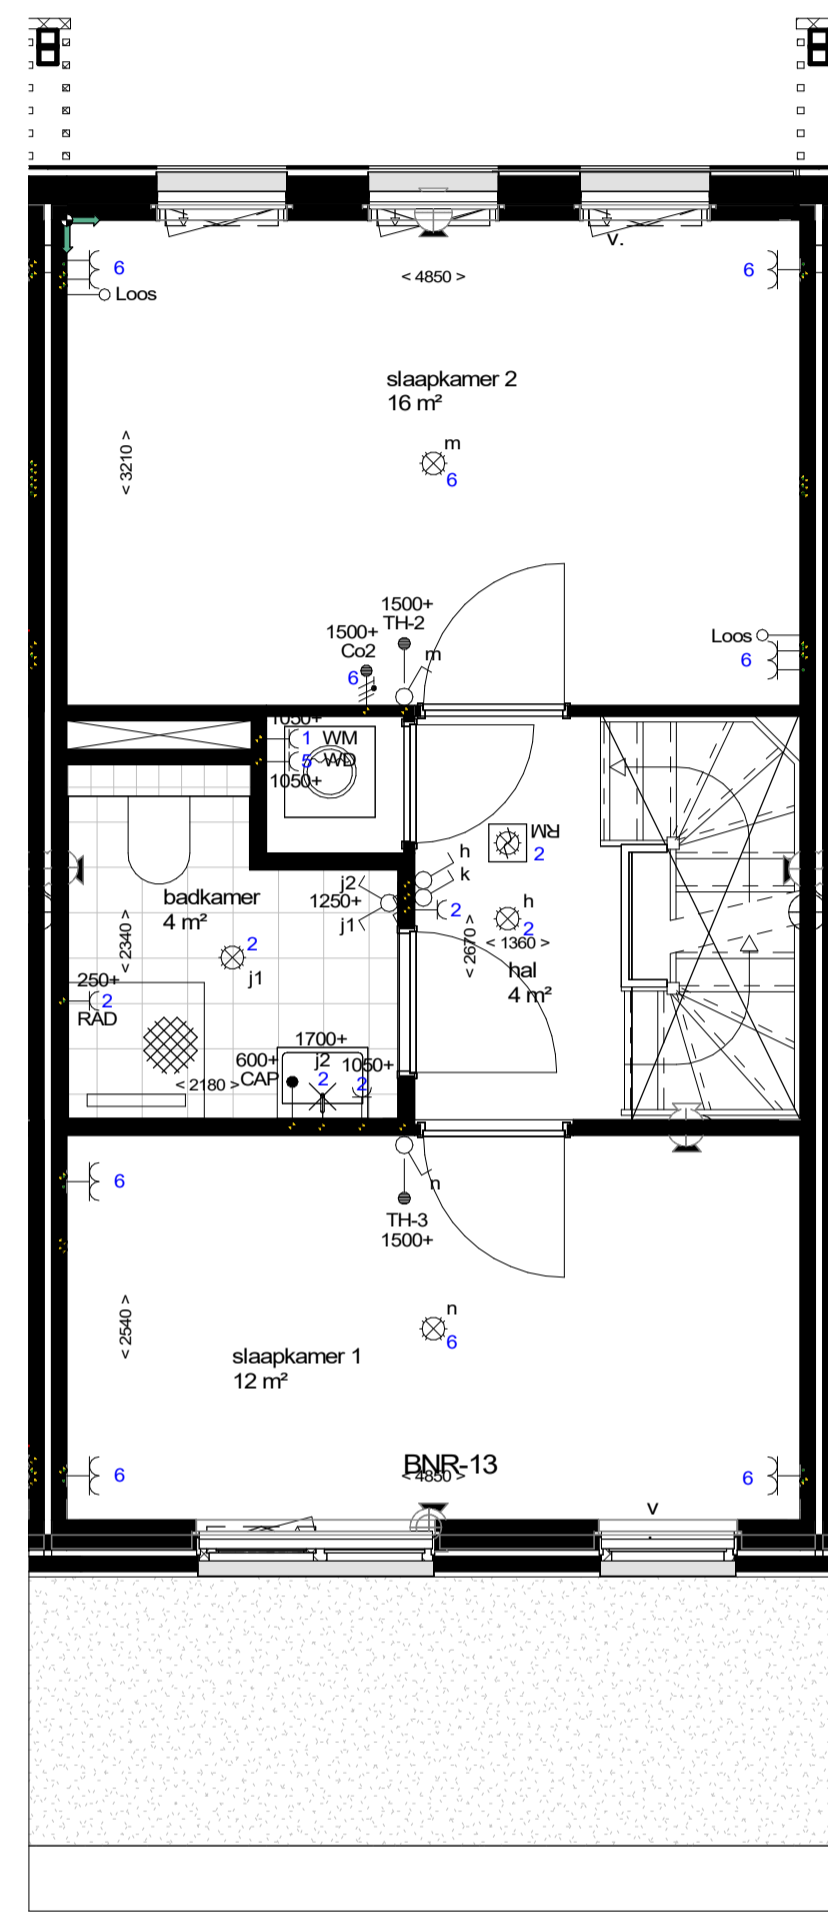 v.
6
6
< 4850 >
Loos
slaapkamer 2
16 m²
< 3210 >
m
6
1500+
TH-2
1500+
Co2
6
m
Loos
6
1050+
1 WM
5 WD
1050+
RM
2
h
k
2
h
2
< 1360 >
< 2670 >
hal
4 m²
j2
1250+
j1
badkamer
4 m²
< 2340 >
2
j1
250+
2
RAD
< 2180 >
1700+
j2
2
600+
CAP
1050+
2
n
TH-3
1500+
6
< 2540 >
n
6
slaapkamer 1
12 m²
BNR-13
< 4850 >
6
6
v